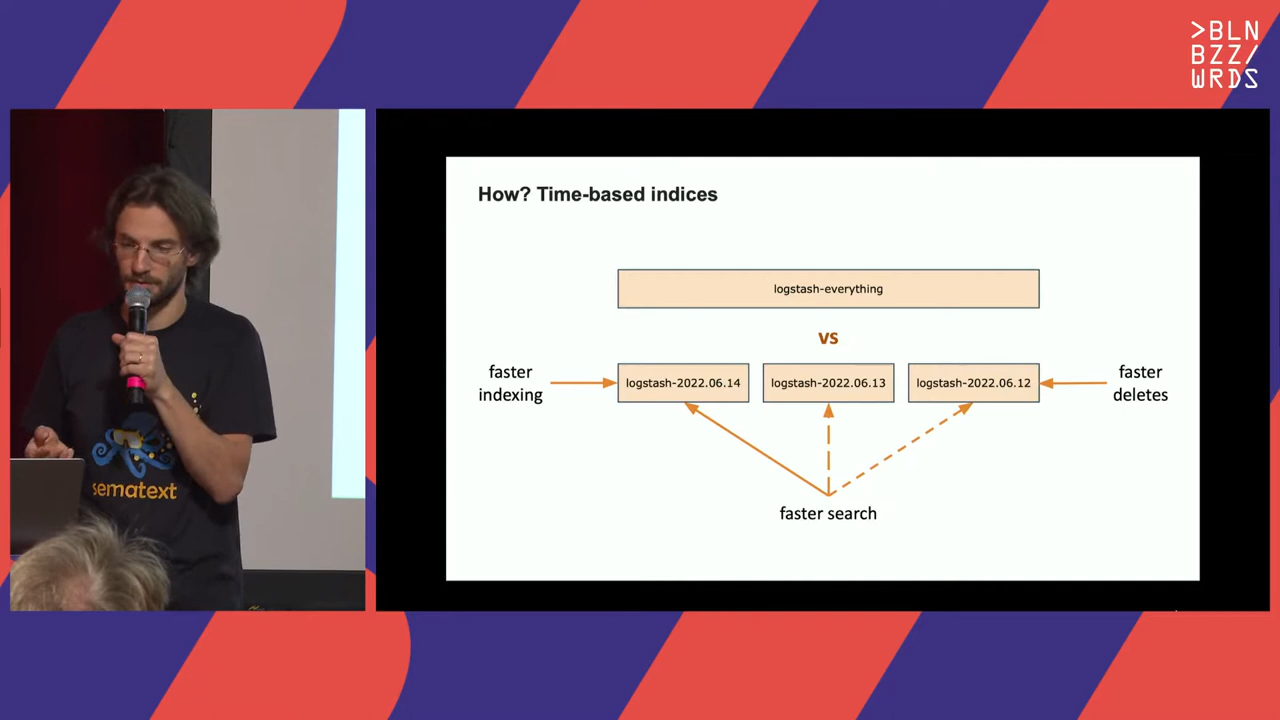 >BLN
BZZ/
WRDS
How? Time-based indices
logstash-everything
vs
faster
indexing
logstash-2022.06.14
logstash-2022.06.13
logstash-2022.06.12
faster
deletes
faster search
sematext